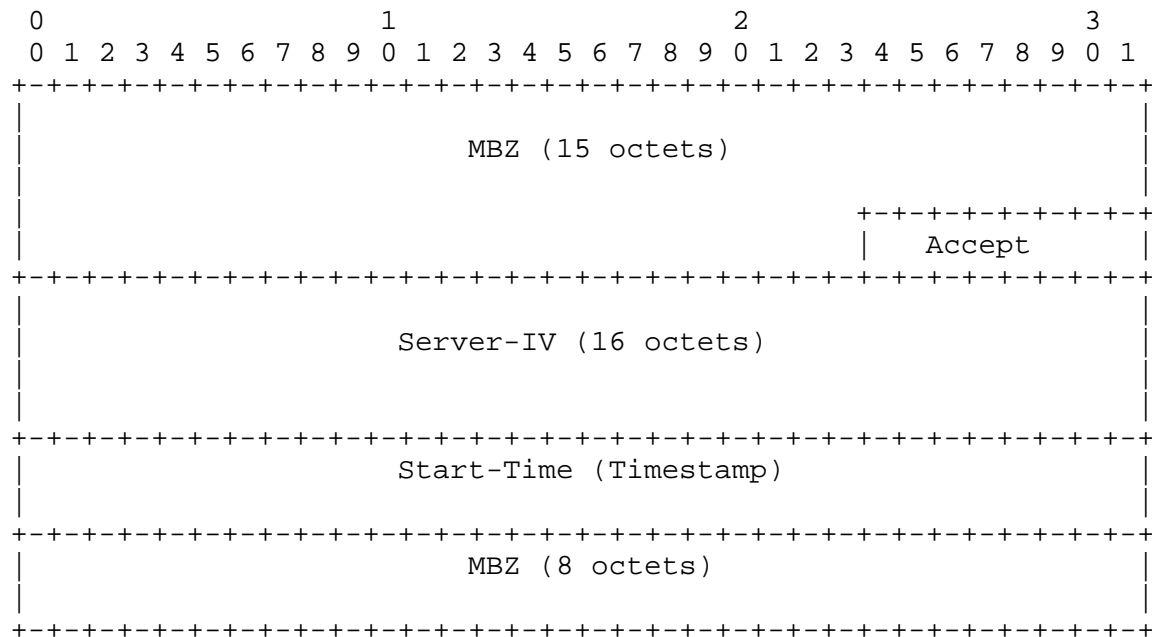 0                   1                   2                   3
 0 1 2 3 4 5 6 7 8 9 0 1 2 3 4 5 6 7 8 9 0 1 2 3 4 5 6 7 8 9 0 1
+-+-+-+-+-+-+-+-+-+-+-+-+-+-+-+-+-+-+-+-+-+-+-+-+-+-+-+-+-+-+-+-+
|                                                               |
|                         MBZ (15 octets)                       |
|                                                               |
|                                               +-+-+-+-+-+-+-+-+
|                                               |   Accept      |
+-+-+-+-+-+-+-+-+-+-+-+-+-+-+-+-+-+-+-+-+-+-+-+-+-+-+-+-+-+-+-+-+
|                                                               |
|                     Server-IV (16 octets)                     |
|                                                               |
|                                                               |
+-+-+-+-+-+-+-+-+-+-+-+-+-+-+-+-+-+-+-+-+-+-+-+-+-+-+-+-+-+-+-+-+
|                     Start-Time (Timestamp)                    |
|                                                               |
+-+-+-+-+-+-+-+-+-+-+-+-+-+-+-+-+-+-+-+-+-+-+-+-+-+-+-+-+-+-+-+-+
|                         MBZ (8 octets)                        |
|                                                               |
+-+-+-+-+-+-+-+-+-+-+-+-+-+-+-+-+-+-+-+-+-+-+-+-+-+-+-+-+-+-+-+-+